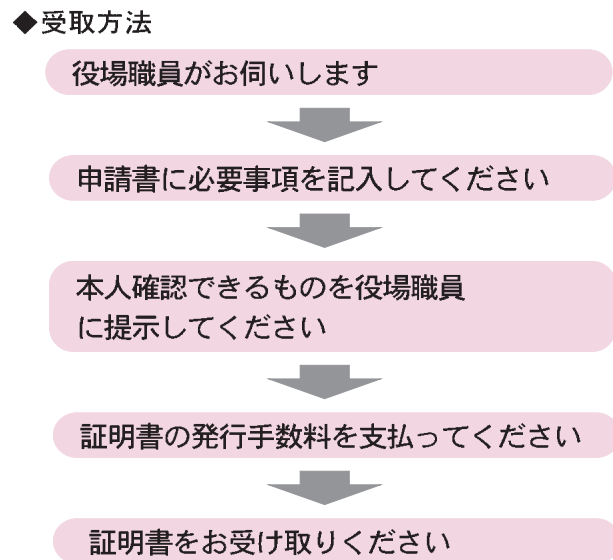 ◆受取方法
役場職員がお伺いします
申請書に必要事項を記入してください
本人確認できるものを役場職員
に提示してください
証明書の発行手数料を支払ってください
証明書をお受け取りください